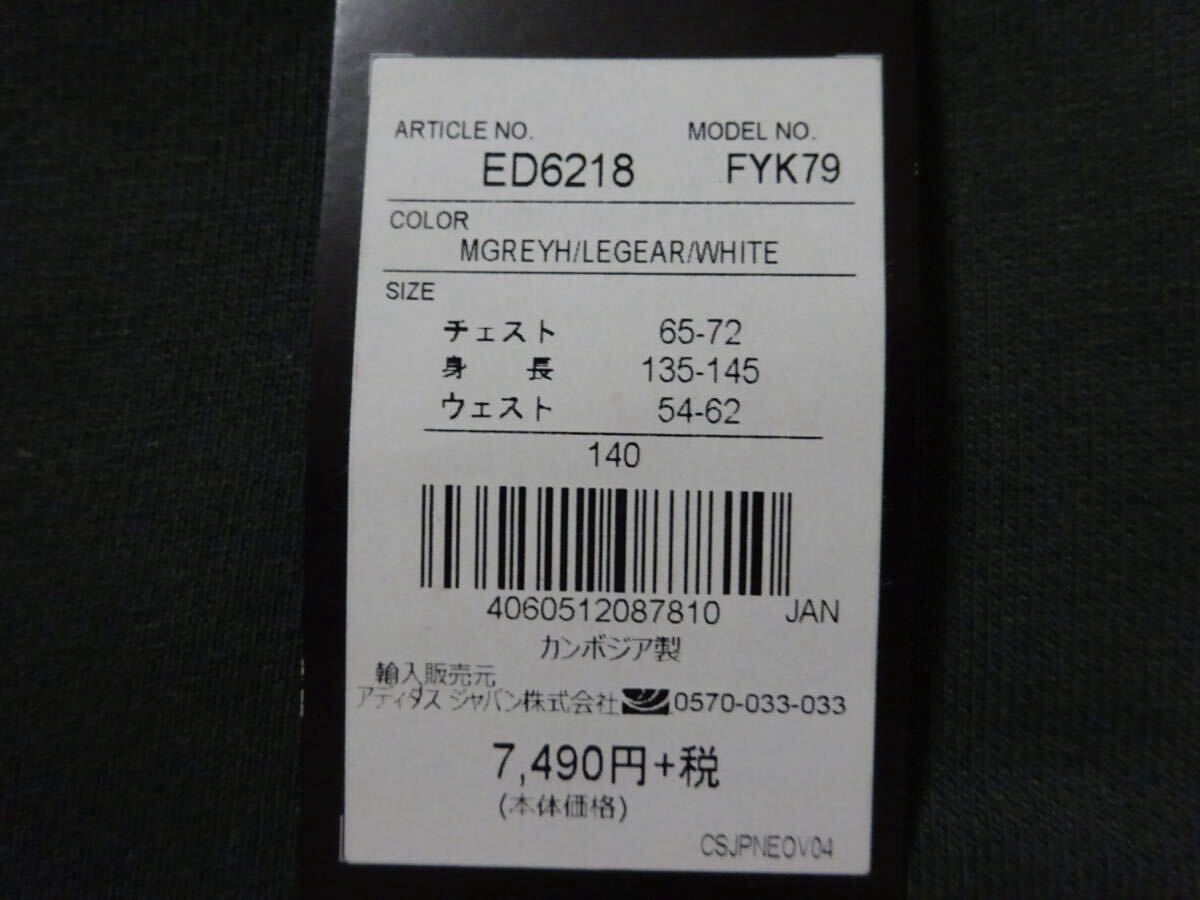 ARTICLE NO. MODEL NO.
ED6218 FYK79
COLOR
MGREYH/LEGEAR/WHITE
SIZE
チェスト 65-72
身 長 135-145
ウェスト 54-62
140
4060512087810 JAN
カンボジア製
輸入販売元
アディダス ジャパン株式会社 0570-033-033
7,490円+税
(本体価格)
CSJPNEOV04